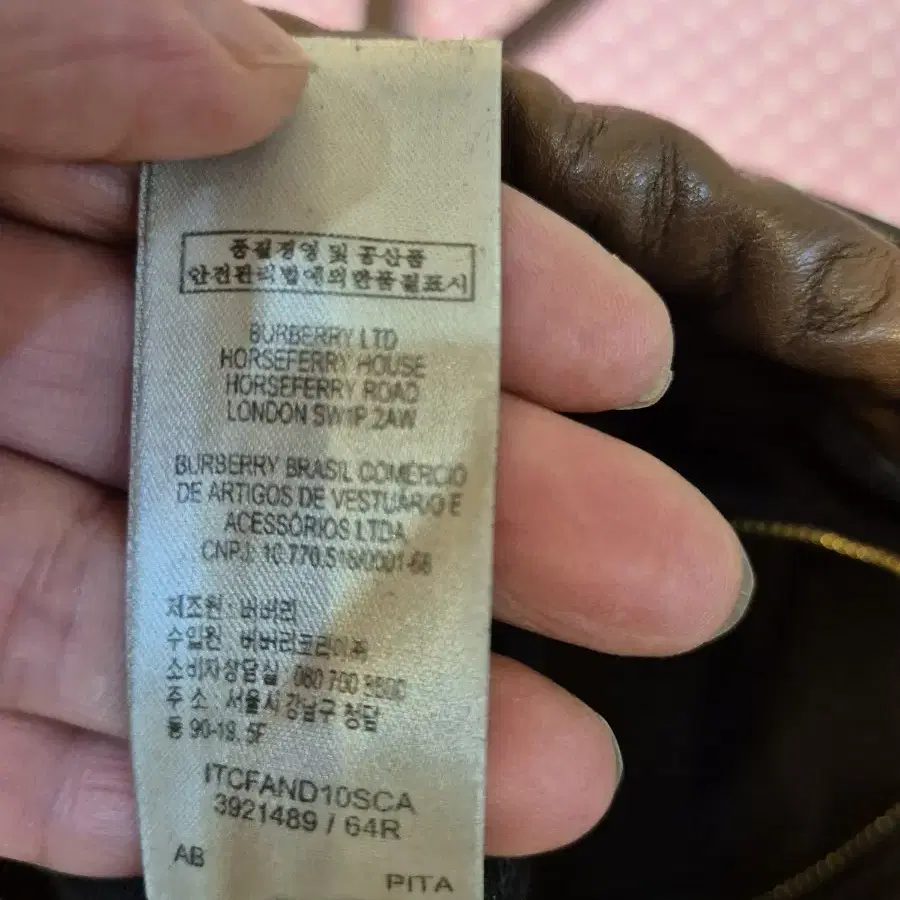 품질경영 및 공산품
안전관리법에의한품질표시
BURBERRY LTD
HORSEFERRY HOUSE
HORSEFERRY ROAD
LONDON SW1P 2AW
BURBERRY BRASIL COMERCIO
DE ARTIGOS DE VESTUARIO E
ACESSORIOS LTDA
CNPJ: 10.770.516/0001-66
제조원: 버버리
수입원: 버버리코리아㈜
소비자상담실: 080 700
주 소: 서울시 강남구 청담
동 90-19, 5F
ITCFAND10SCA
3921489 / 64R
AB
PITA